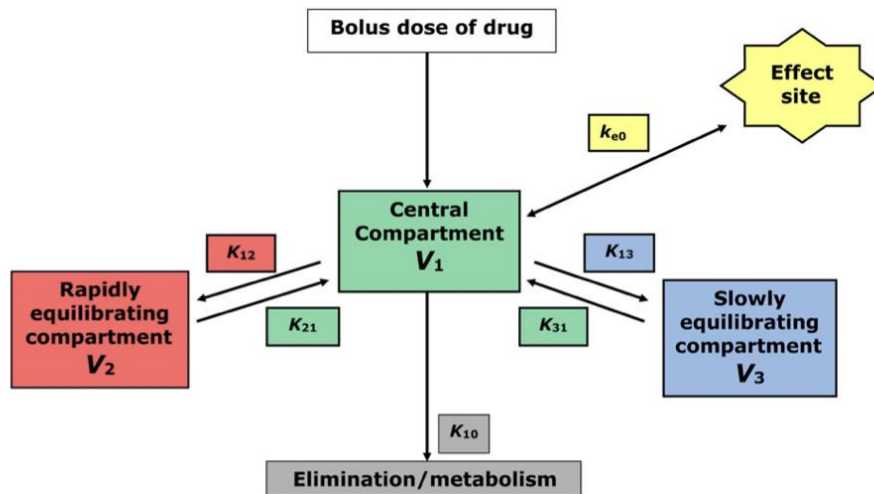 Bolus dose of drug
Effect
site
ke0
Central
Compartment
V1
K12
K13
Rapidly
equilibrating
compartment
V2
K21
K31
Slowly
equilibrating
compartment
V3
K10
Elimination/metabolism